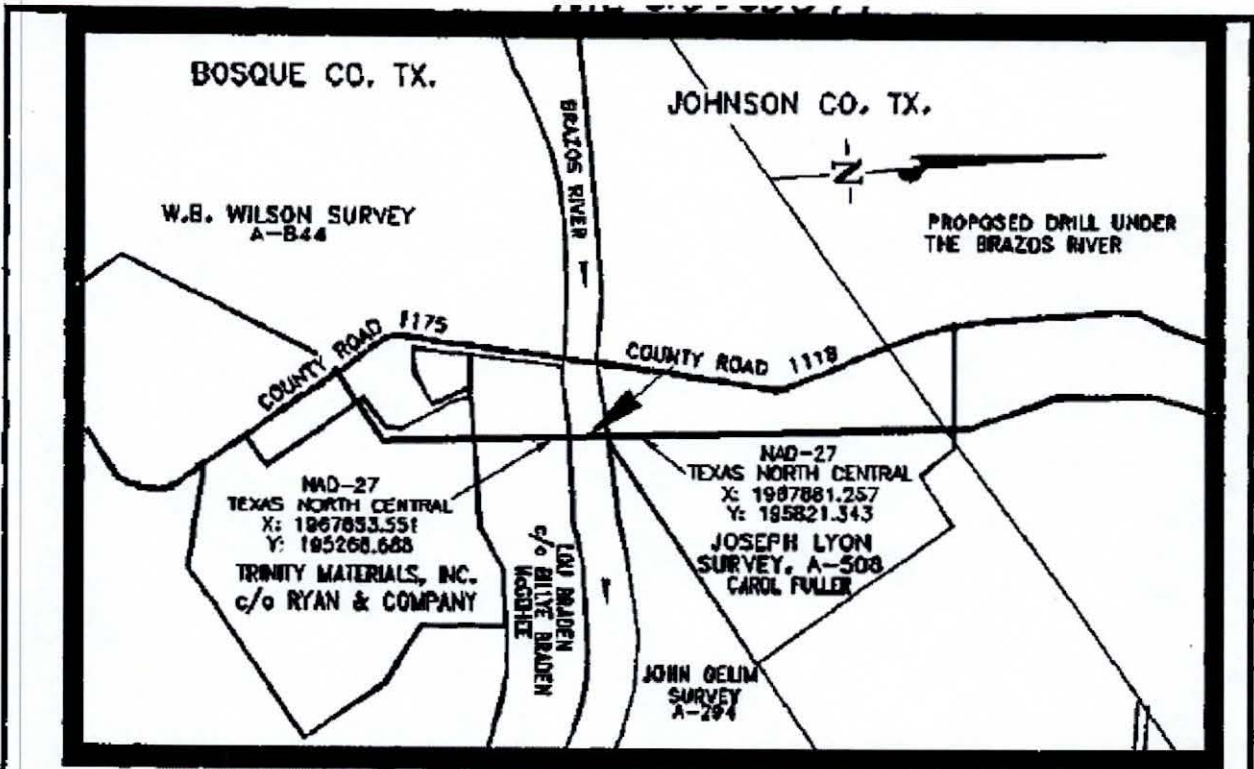 BOSQUE CO. TX.
JOHNSON CO. TX.
BRAZOS RIVER
N
W.B. WILSON SURVEY
A-844
PROPOSED DRILL UNDER
THE BRAZOS RIVER
COUNTY ROAD 1175
COUNTY ROAD 1118
NAD-27
TEXAS NORTH CENTRAL
X: 1967853.551
Y: 195268.688
TRINITY MATERIALS, INC.
c/o RYAN & COMPANY
LOU BRADEN
c/o BILLYE BRADEN
McGEHEE
NAD-27
TEXAS NORTH CENTRAL
X: 1967881.257
Y: 195821.343
JOSEPH LYON
SURVEY, A-508
CAROL FULLER
JOHN
SURVEY
A-294